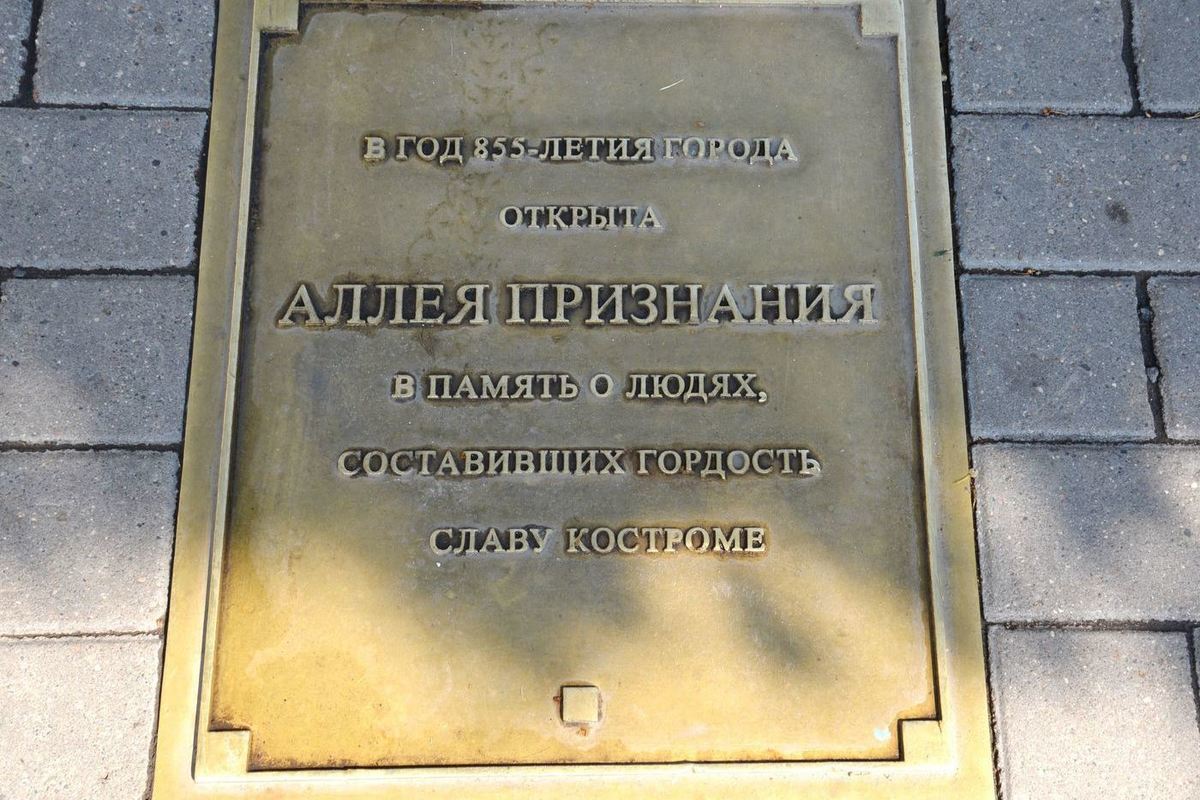 В ГОД 855-ЛЕТИЯ ГОРОДА
ОТКРЫТА
АЛЛЕЯ ПРИЗНАНИЯ
В ПАМЯТЬ О ЛЮДЯХ,
СОСТАВИВШИХ ГОРДОСТЬ
СЛАВУ КОСТРОМЕ